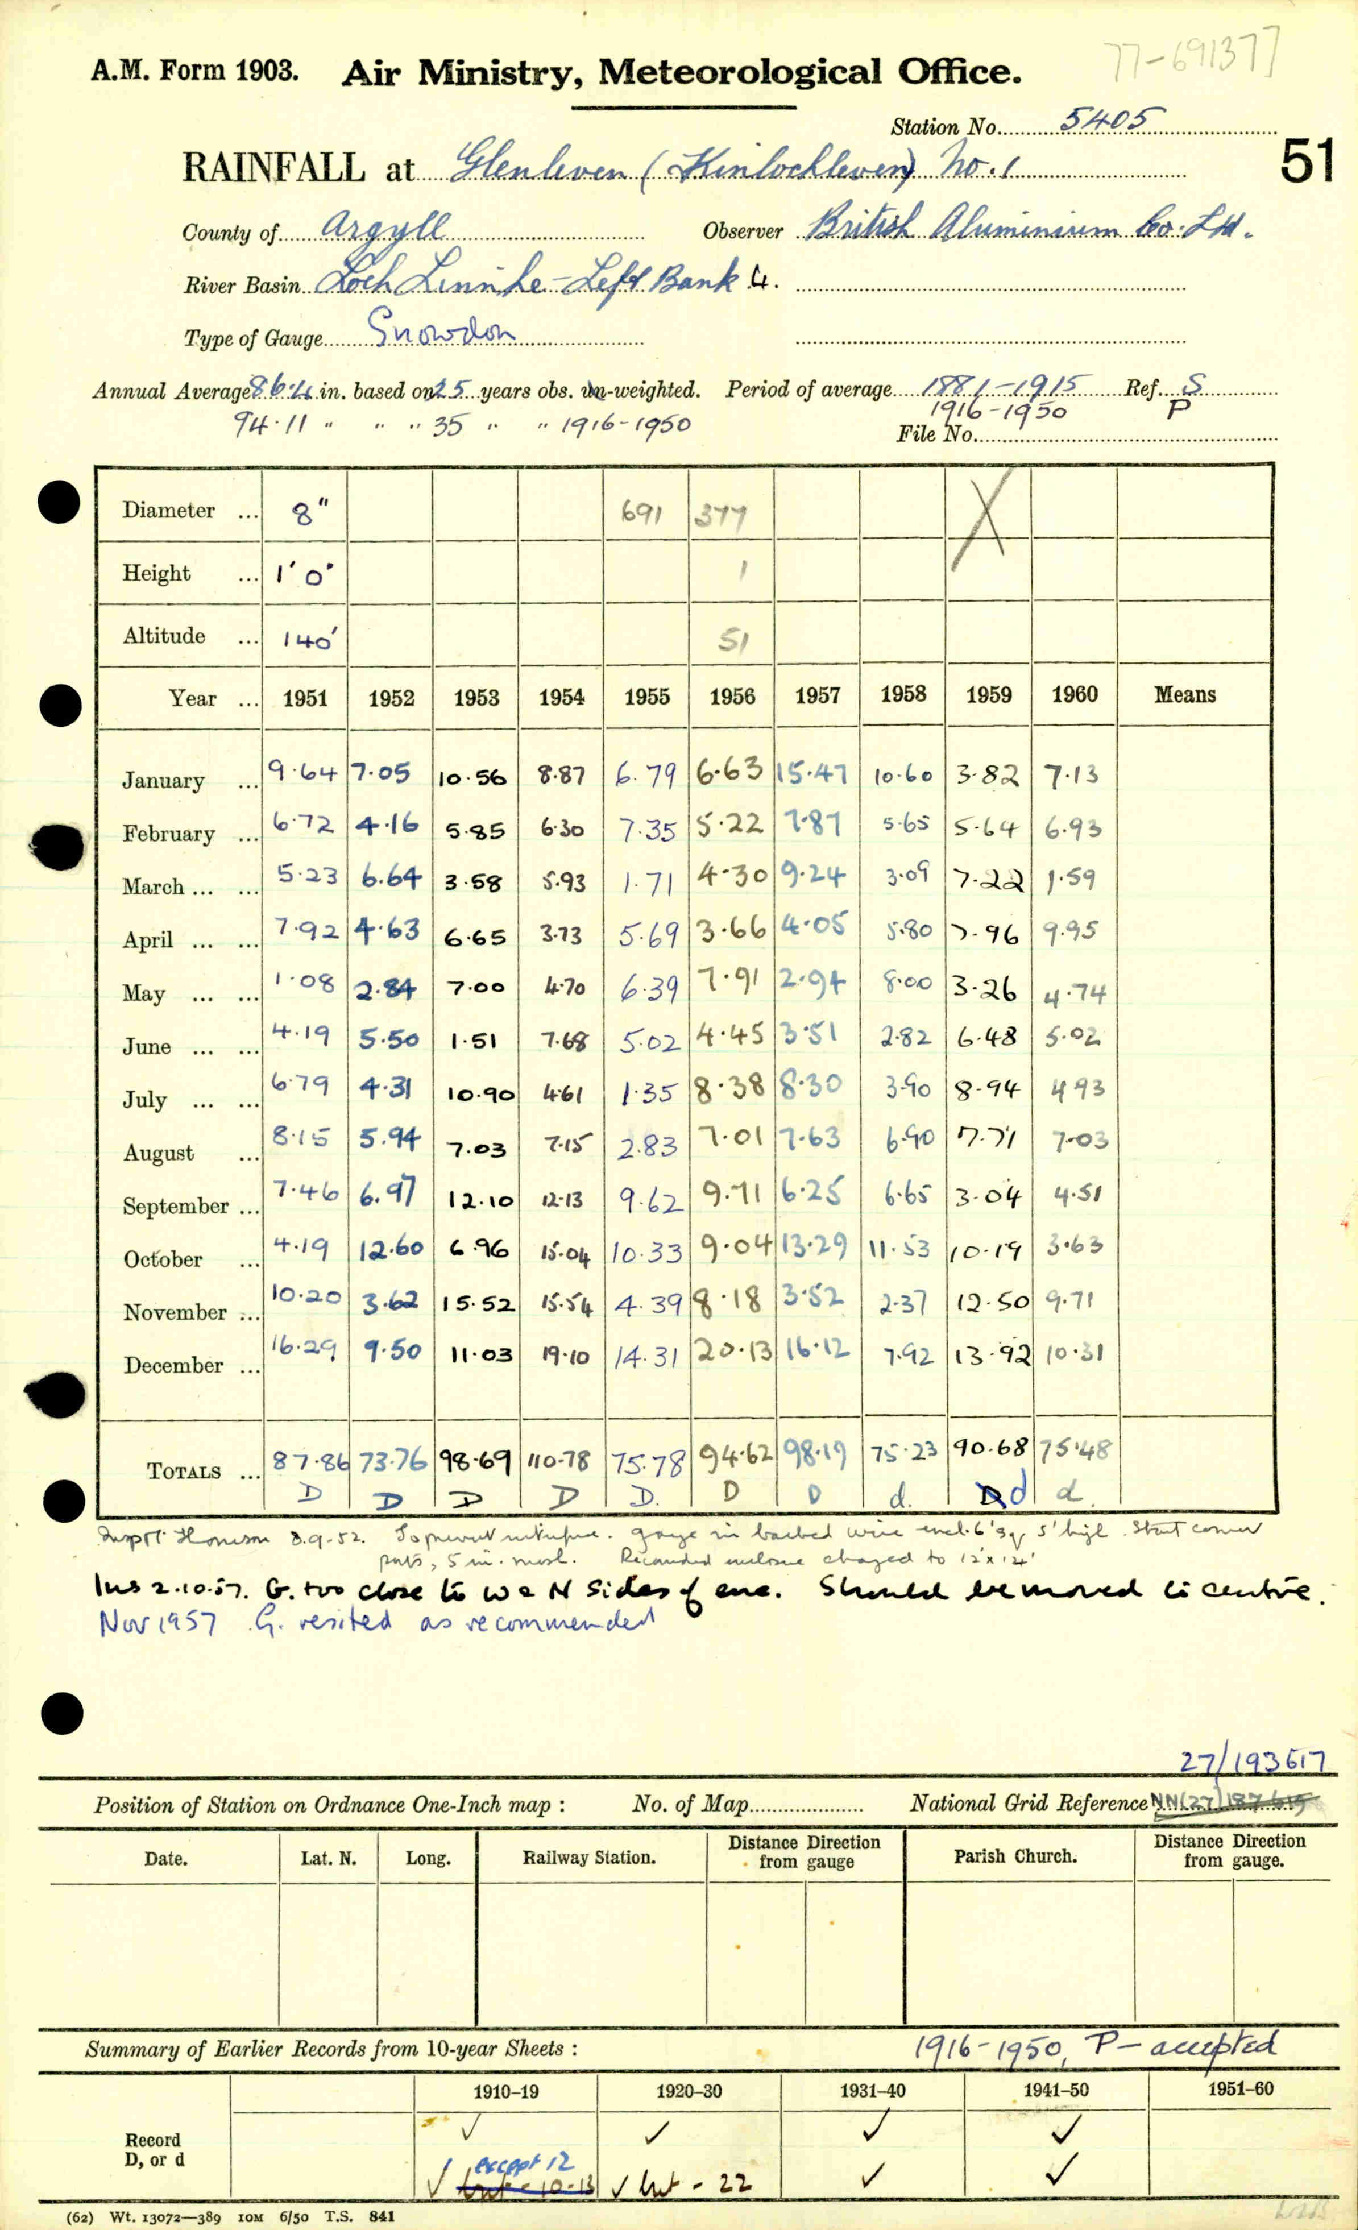 77-691377
A.M. Form 1903. Air Ministry, Meteorological Office.
Station No. 5405
RAINFALL at Glenleven (Kinlochleven) No. 1
51
County of Argyll Observer British Aluminium Co. Ltd.
River Basin Loch Linnhe - Left Bank 4.
Type of Gauge Snowdon
Annual Average 86.4 in. based on 25 years obs. un-weighted. Period of average 1881-1915 Ref. S
94.11 " " " 35 " " 1916-1950 1916-1950 P
File No.
Diameter ... 8" 691 377
Height ... 1' 0" 1
Altitude ... 140' 51
Year ... 1951 1952 1953 1954 1955 1956 1957 1958 1959 1960 Means
January ... 9.64 7.05 10.56 8.87 6.79 6.63 15.47 10.60 3.82 7.13
February ... 6.72 4.16 5.85 6.30 7.35 5.22 7.87 5.65 5.64 6.93
March ... ... 5.23 6.64 3.58 5.93 1.71 4.30 9.24 3.09 7.22 1.59
April ... ... 7.92 4.63 6.65 3.73 5.69 3.66 4.05 5.80 7.96 9.95
May ... ... 1.08 2.84 7.00 4.70 6.39 7.91 2.94 8.00 3.26 4.74
June ... ... 4.19 5.50 1.51 7.68 5.02 4.45 3.51 2.82 6.48 5.02
July ... ... 6.79 4.31 10.90 4.61 1.35 8.38 8.30 3.90 8.94 4.93
August ... 8.15 5.94 7.03 7.15 2.83 7.01 7.63 6.90 7.71 7.03
September ... 7.46 6.97 12.10 12.13 9.62 9.71 6.25 6.65 3.04 4.51
October ... 4.19 12.60 6.96 15.04 10.33 9.04 13.29 11.53 10.19 3.63
November ... 10.20 3.62 15.52 15.54 4.39 8.18 3.52 2.37 12.50 9.71
December ... 16.29 9.50 11.03 19.10 14.31 20.13 16.12 7.92 13.92 10.31
TOTALS ... 87.86 73.76 98.69 110.78 75.78 94.62 98.19 75.23 90.68 75.48
D D D D D. D D d. D d d.
8.9.52. To prevent gauge in barbed wire encl. 6' sq. 5' high. Strut corner
posts, 5 in. mesh. enclosure changed to 12' x 12'
Ins 2.10.57. G. too close to W & N sides of enc. Should be moved to centre.
Nov 1957 G. resited as recommended
27/193617
Position of Station on Ordnance One-Inch map : No. of Map National Grid Reference NN(27)187615
Date. Lat. N. Long. Railway Station. Distance Direction from gauge Parish Church. Distance Direction from gauge.
Summary of Earlier Records from 10-year Sheets : 1916-1950, P - accepted
1910-19 1920-30 1931-40 1941-50 1951-60
Record ✓ ✓ ✓ ✓
D, or d ✓ except 12 but - 10-13 ✓ but - 22 ✓ ✓
(62) Wt. 13072—389 10M 6/50 T.S. 841